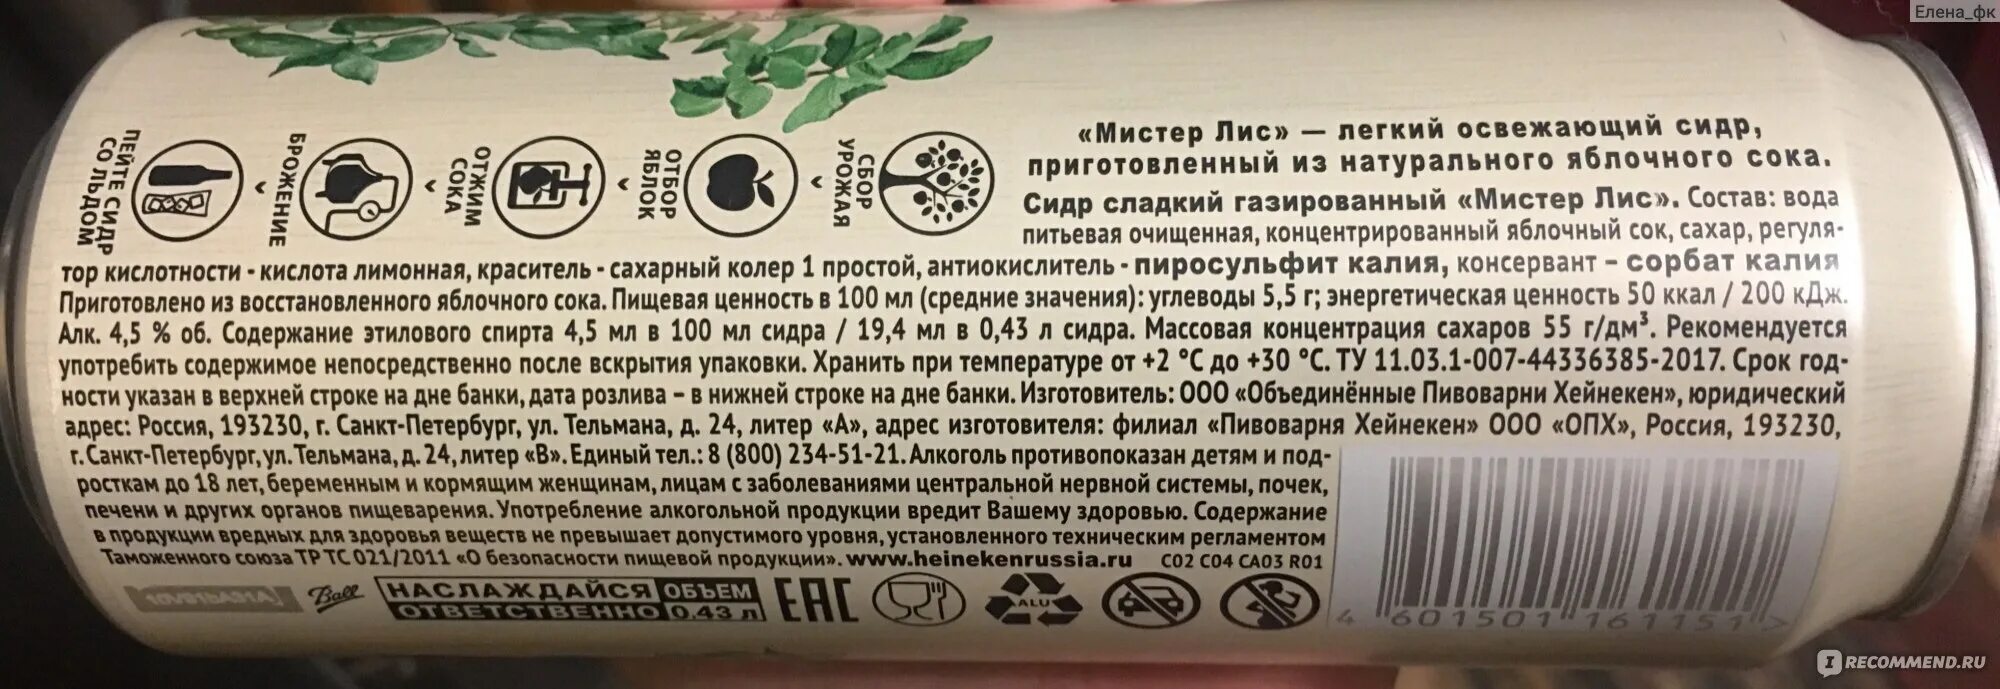 Елена_фк
«Мистер Лис» — легкий освежающий сидр,
приготовленный из натурального яблочного сока.
СБОР
УРОЖАЯ
ОТБОР
ЯБЛОК
ОТЖИМ
СОКА
БРОЖЕНИЕ
ПЕЙТЕ СИДР
СО ЛЬДОМ
Сидр сладкий газированный «Мистер Лис». Состав: вода
питьевая очищенная, концентрированный яблочный сок, сахар, регуля-
тор кислотности - кислота лимонная, краситель - сахарный колер 1 простой, антиокислитель - пиросульфит калия, консервант – сорбат калия
Приготовлено из восстановленного яблочного сока. Пищевая ценность в 100 мл (средние значения): углеводы 5,5 г; энергетическая ценность 50 ккал / 200 кДж.
Алк. 4,5 % об. Содержание этилового спирта 4,5 мл в 100 мл сидра / 19,4 мл в 0,43 л сидра. Массовая концентрация сахаров 55 г/дм³. Рекомендуется
употребить содержимое непосредственно после вскрытия упаковки. Хранить при температуре от +2 °C до +30 °C. ТУ 11.03.1-007-44336385-2017. Срок год-
ности указан в верхней строке на дне банки, дата розлива – в нижней строке на дне банки. Изготовитель: ООО «Объединённые Пивоварни Хейнекен», юридический
адрес: Россия, 193230, г. Санкт-Петербург, ул. Тельмана, д. 24, литер «А», адрес изготовителя: филиал «Пивоварня Хейнекен» ООО «ОПХ», Россия, 193230,
г. Санкт-Петербург, ул. Тельмана, д. 24, литер «В». Единый тел.: 8 (800) 234-51-21. Алкоголь противопоказан детям и под-
росткам до 18 лет, беременным и кормящим женщинам, лицам с заболеваниями центральной нервной системы, почек,
печени и других органов пищеварения. Употребление алкогольной продукции вредит Вашему здоровью. Содержание
в продукции вредных для здоровья веществ не превышает допустимого уровня, установленного техническим регламентом
Таможенного союза ТР ТС 021/2011 «О безопасности пищевой продукции». www.heinekenrussia.ru C02 C04 CA03 R01
Ball
НАСЛАЖДАЙСЯ
ОТВЕТСТВЕННО
ОБЪЕМ
0,43 л
EAC
ALU
4 601501 161151 >
IRECOMMEND.RU